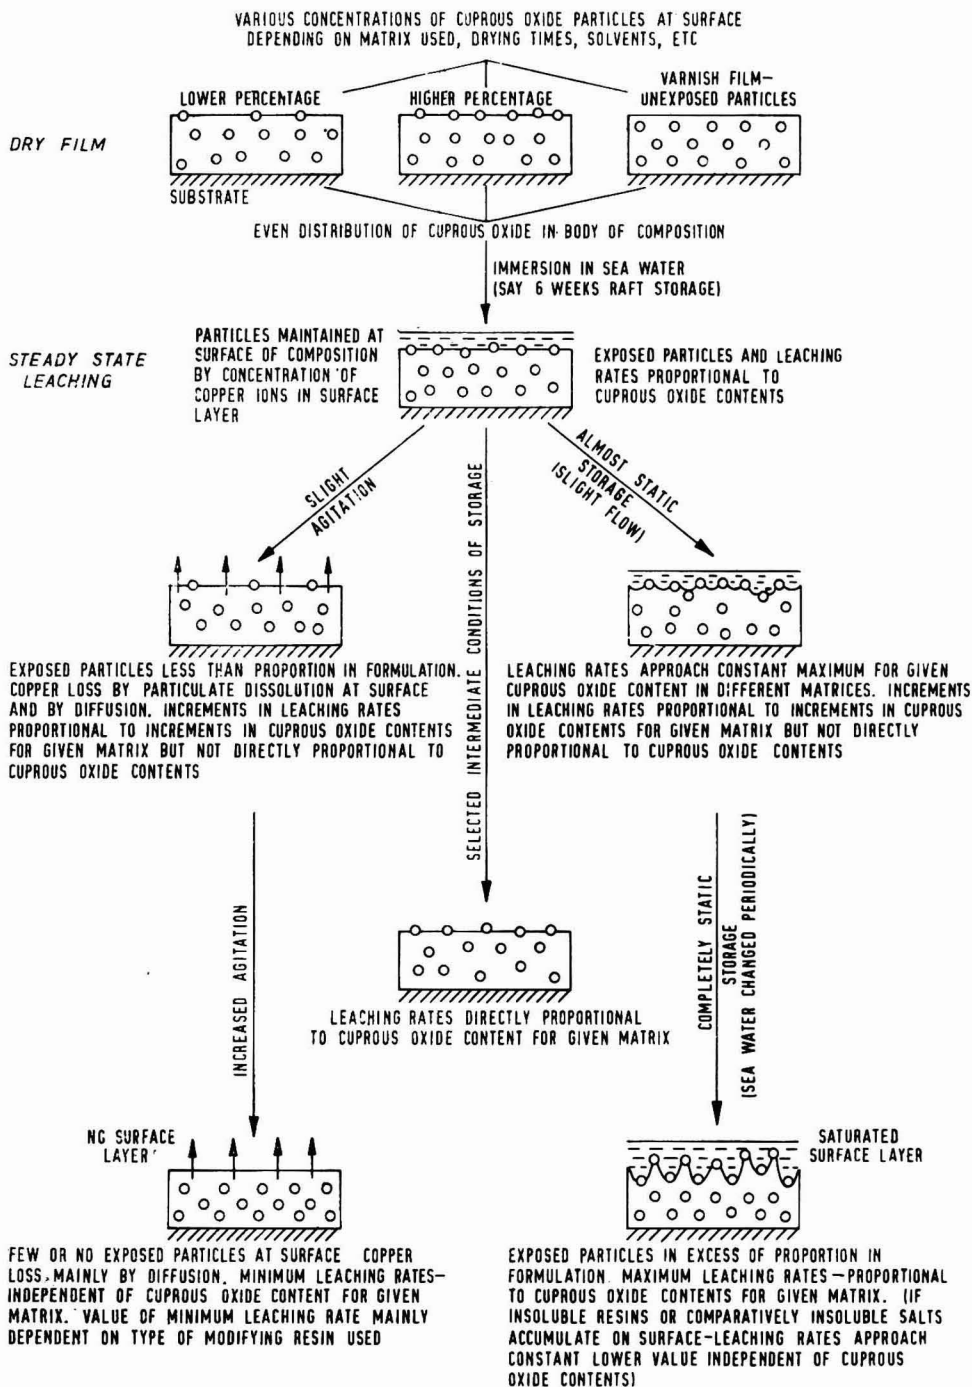 VARIOUS CONCENTRATIONS OF CUPROUS OXIDE PARTICLES AT SURFACE
DEPENDING ON MATRIX USED, DRYING TIMES, SOLVENTS, ETC
LOWER PERCENTAGE
HIGHER PERCENTAGE
VARNISH FILM—
UNEXPOSED PARTICLES
DRY FILM
SUBSTRATE
EVEN DISTRIBUTION OF CUPROUS OXIDE IN BODY OF COMPOSITION
IMMERSION IN SEA WATER
(SAY 6 WEEKS RAFT STORAGE)
STEADY STATE
LEACHING
PARTICLES MAINTAINED AT
SURFACE OF COMPOSITION
BY CONCENTRATION OF
COPPER IONS IN SURFACE
LAYER
EXPOSED PARTICLES AND LEACHING
RATES PROPORTIONAL TO
CUPROUS OXIDE CONTENTS
SLIGHT
AGITATION
SELECTED INTERMEDIATE CONDITIONS OF STORAGE
ALMOST STATIC
STORAGE
(SLIGHT FLOW)
EXPOSED PARTICLES LESS THAN PROPORTION IN FORMULATION.
COPPER LOSS BY PARTICULATE DISSOLUTION AT SURFACE
AND BY DIFFUSION. INCREMENTS IN LEACHING RATES
PROPORTIONAL TO INCREMENTS IN CUPROUS OXIDE CONTENTS
FOR GIVEN MATRIX BUT NOT DIRECTLY PROPORTIONAL TO
CUPROUS OXIDE CONTENTS
LEACHING RATES APPROACH CONSTANT MAXIMUM FOR GIVEN
CUPROUS OXIDE CONTENT IN DIFFERENT MATRICES. INCREMENTS
IN LEACHING RATES PROPORTIONAL TO INCREMENTS IN CUPROUS
OXIDE CONTENTS FOR GIVEN MATRIX BUT NOT DIRECTLY
PROPORTIONAL TO CUPROUS OXIDE CONTENTS
INCREASED AGITATION
COMPLETELY STATIC
STORAGE
(SEA WATER CHANGED PERIODICALLY)
LEACHING RATES DIRECTLY PROPORTIONAL
TO CUPROUS OXIDE CONTENT FOR GIVEN MATRIX
NO SURFACE
LAYER
SATURATED
SURFACE LAYER
FEW OR NO EXPOSED PARTICLES AT SURFACE COPPER
LOSS, MAINLY BY DIFFUSION. MINIMUM LEACHING RATES—
INDEPENDENT OF CUPROUS OXIDE CONTENT FOR GIVEN
MATRIX. VALUE OF MINIMUM LEACHING RATE MAINLY
DEPENDENT ON TYPE OF MODIFYING RESIN USED
EXPOSED PARTICLES IN EXCESS OF PROPORTION IN
FORMULATION MAXIMUM LEACHING RATES—PROPORTIONAL
TO CUPROUS OXIDE CONTENTS FOR GIVEN MATRIX. (IF
INSOLUBLE RESINS OR COMPARATIVELY INSOLUBLE SALTS
ACCUMULATE ON SURFACE-LEACHING RATES APPROACH
CONSTANT LOWER VALUE INDEPENDENT OF CUPROUS
OXIDE CONTENTS)